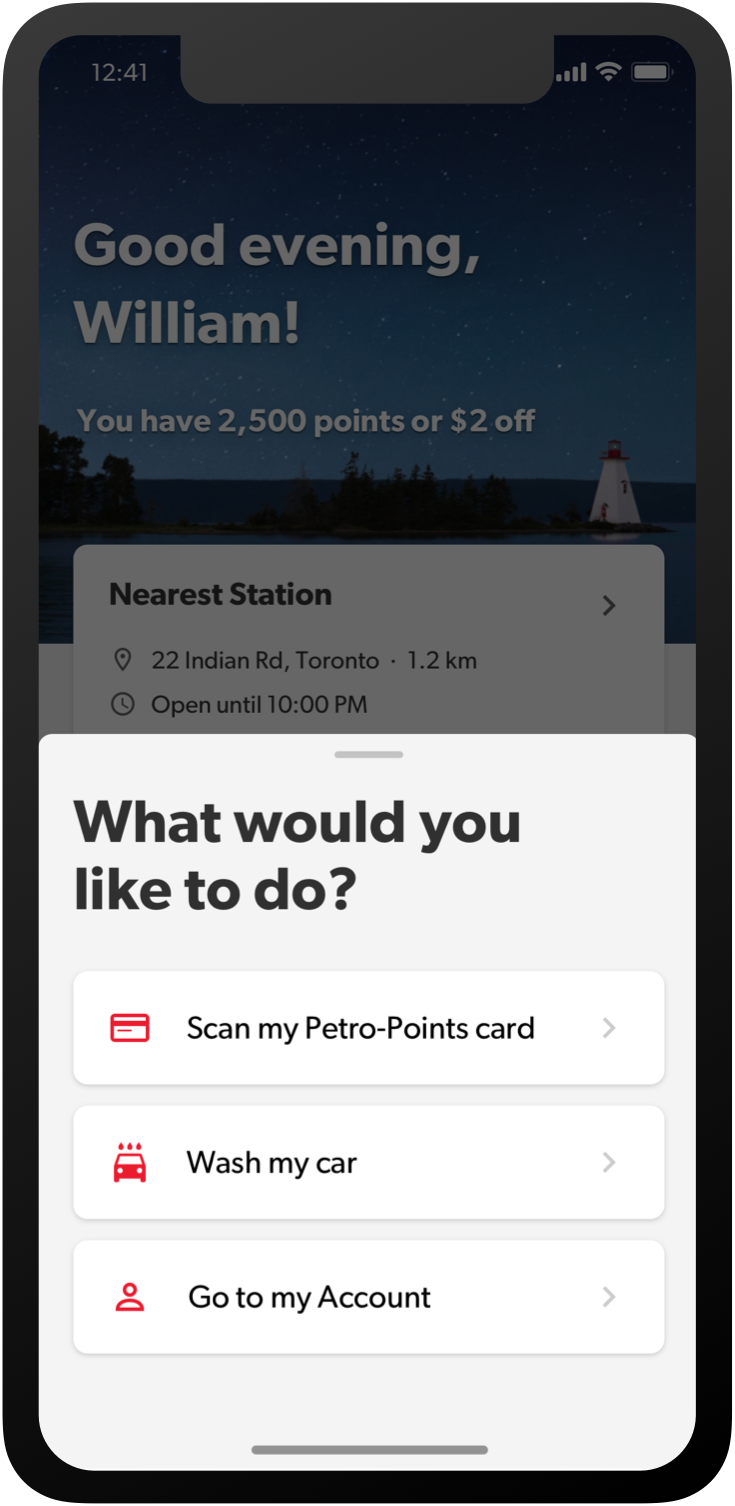 12:41
Good evening,
William!
You have 2,500 points or $2 off
Nearest Station
22 Indian Rd, Toronto · 1.2 km
Open until 10:00 PM
What would you
like to do?
Scan my Petro-Points card
Wash my car
Go to my Account